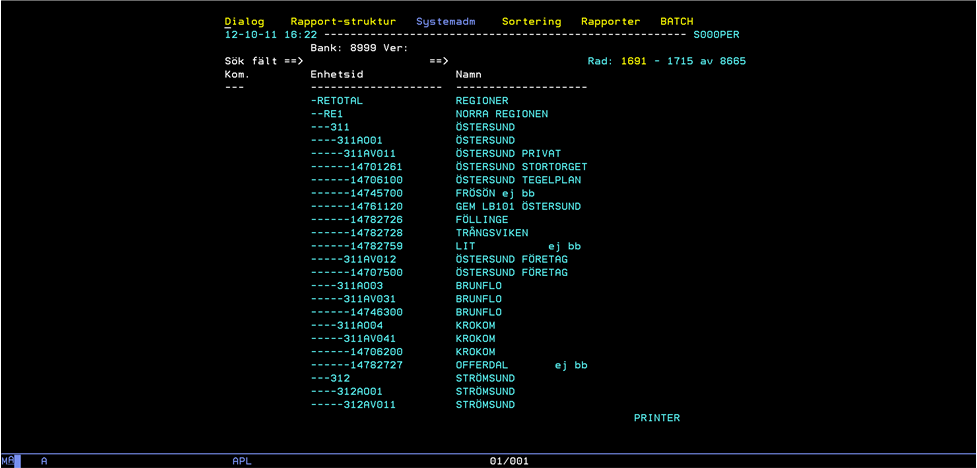 Dialog Rapport-struktur Systemadm Sortering Rapporter BATCH
12-10-11 16:22 ------------------------------------------------------- S000PER
Bank: 8999 Ver:
Sök fält ==> ==> Rad: 1691 - 1715 av 8665
Kom. Enhetsid Namn
--- -------------------- --------------------
-RETOTAL REGIONER
--RE1 NORRA REGIONEN
---311 ÖSTERSUND
----311AO01 ÖSTERSUND
-----311AV011 ÖSTERSUND PRIVAT
------14701261 ÖSTERSUND STORTORGET
------14706100 ÖSTERSUND TEGELPLAN
------14745700 FRÖSÖN ej bb
------14761120 GEM LB101 ÖSTERSUND
------14782726 FÖLLINGE
------14782728 TRÅNGSVIKEN
------14782759 LIT ej bb
-----311AV012 ÖSTERSUND FÖRETAG
------14707500 ÖSTERSUND FÖRETAG
----311AO03 BRUNFLO
-----311AV031 BRUNFLO
------14746300 BRUNFLO
----311AO04 KROKOM
-----311AV041 KROKOM
------14706200 KROKOM
------14782727 OFFERDAL ej bb
---312 STRÖMSUND
----312AO01 STRÖMSUND
-----312AV011 STRÖMSUND
PRINTER
MA A APL 01/001